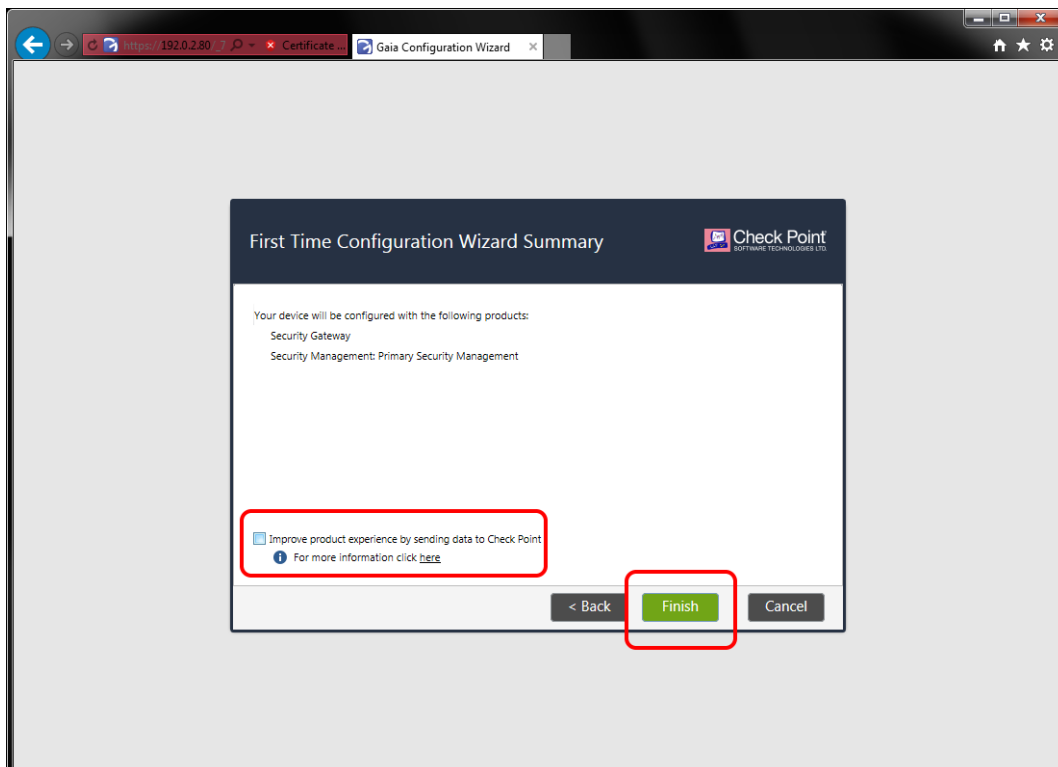 https://192.0.2.80/_7
Certificate ...
Gaia Configuration Wizard
First Time Configuration Wizard Summary
Check Point
SOFTWARE TECHNOLOGIES LTD.
Your device will be configured with the following products:
Security Gateway
Security Management: Primary Security Management
Improve product experience by sending data to Check Point
For more information click here
< Back
Finish
Cancel